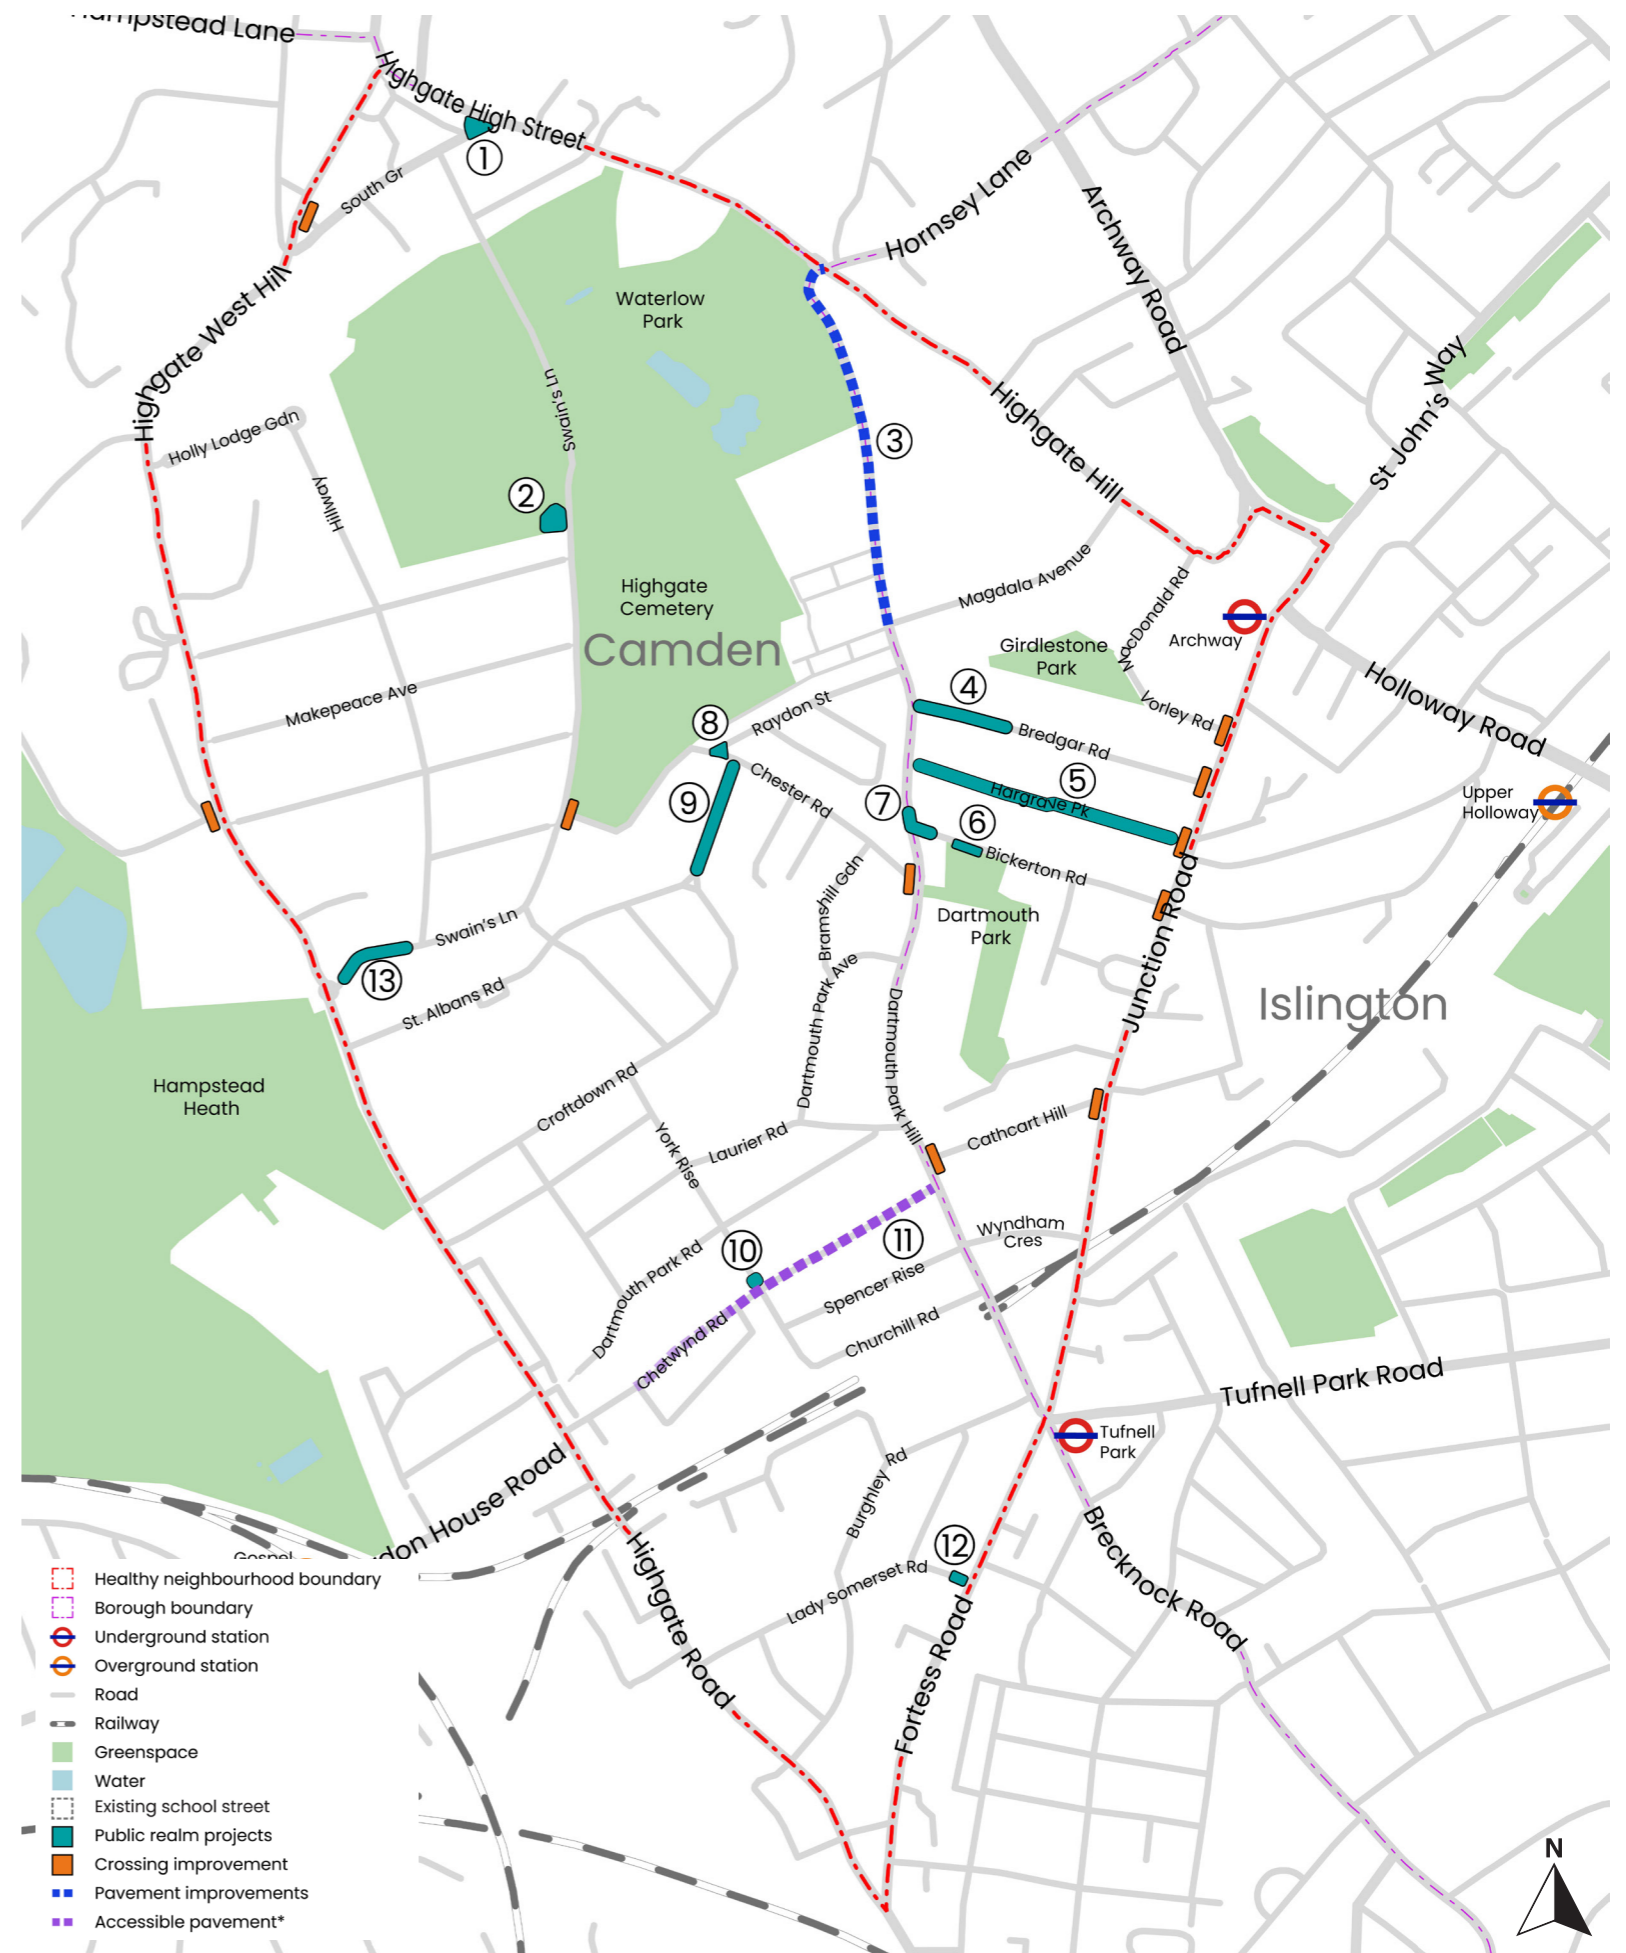 Hampstead Lane
Highgate High Street
1
South Gr
Hornsey Lane
Archway Road
Waterlow
Park
Highgate West Hill
Swain's Ln
Holly Lodge Gdn
Hillway
2
3
Highgate Hill
St John's Way
Highgate
Cemetery
Camden
Magdala Avenue
MacDonald Rd
Archway
Girdlestone
Park
Holloway Road
Makepeace Ave
4
Vorley Rd
Raydon St
8
Bredgar Rd
Chester Rd
5
Hargrave Pk
Upper
Holloway
9
7
6
Bickerton Rd
Bramshill Gdn
Dartmouth
Park
Junction Road
Swain's Ln
13
St. Albans Rd
Dartmouth Park Ave
Dartmouth Park Hill
Islington
Hampstead
Heath
Croftdown Rd
York Rise
Laurier Rd
Cathcart Hill
Wyndham
Cres
10
11
Dartmouth Park Rd
Spencer Rise
Chetwynd Rd
Churchill Rd
Tufnell Park Road
Tufnell
Park
Burghley Rd
12
Lady Somerset Rd
Brecknock Road
don House Road
Gospel
Highgate Road
Fortess Road
Healthy neighbourhood boundary
Borough boundary
Underground station
Overground station
Road
Railway
Greenspace
Water
Existing school street
Public realm projects
Crossing improvement
Pavement improvements
Accessible pavement*
N